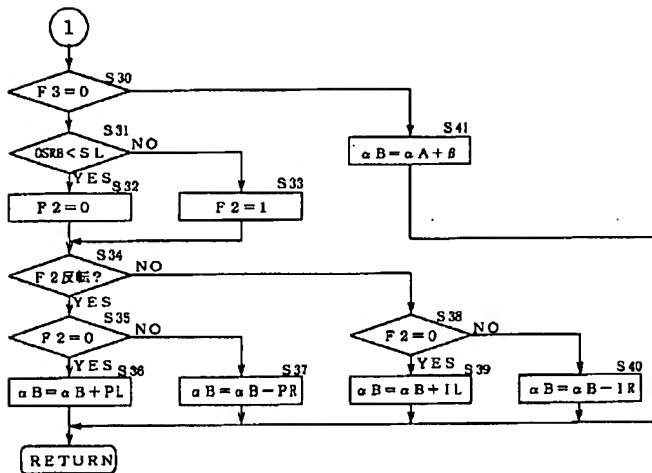 1
S30
F3=0
S31
OSRB<SL
NO
S41
αB=αA+β
YES
S32
F2=0
S33
F2=1
S34
F2反転?
NO
YES
S35
F2=0
NO
S38
F2=0
NO
YES
S36
αB=αB+PL
S37
αB=αB-PR
YES
S39
αB=αB+IL
S40
αB=αB-IR
RETURN